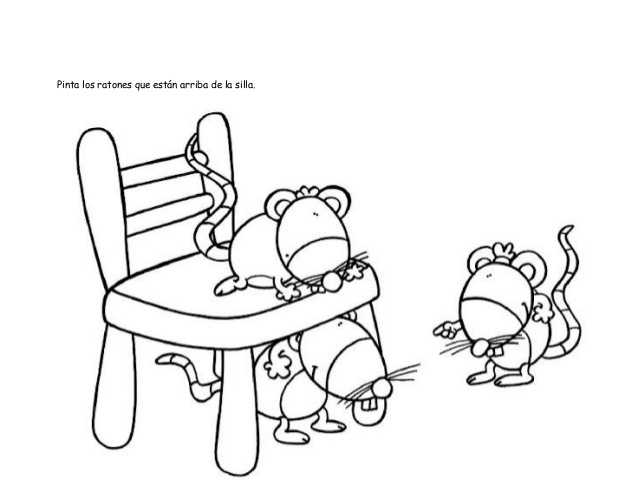 Pinta los ratones que están arriba de la silla.